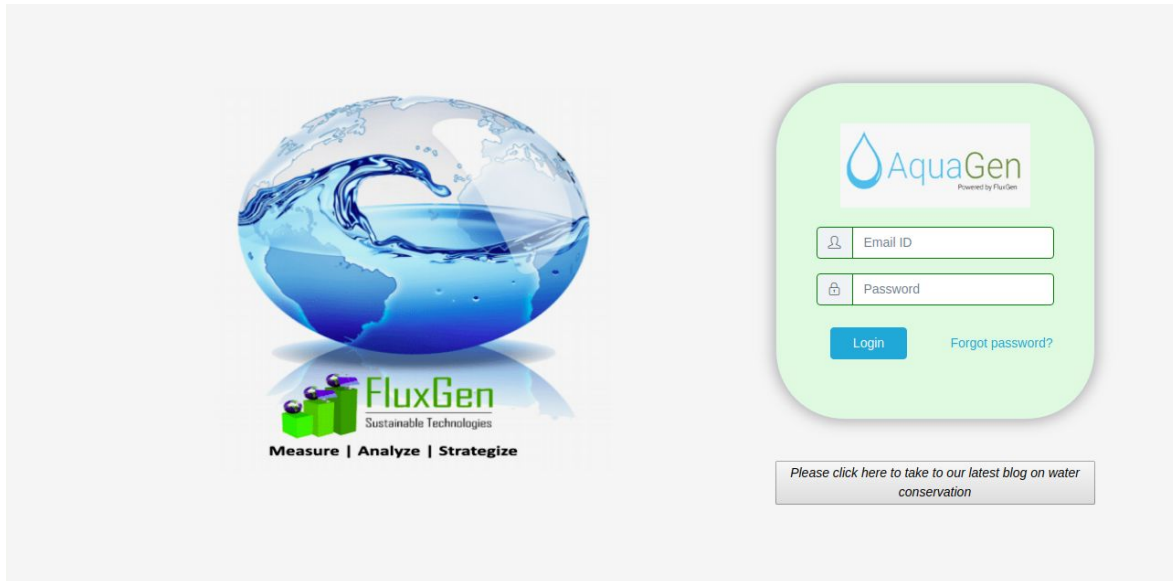 FluxGen
Sustainable Technologies
Measure | Analyze | Strategize
AquaGen
Powered by FluxGen
Email ID
Password
Login
Forgot password?
Please click here to take to our latest blog on water
conservation